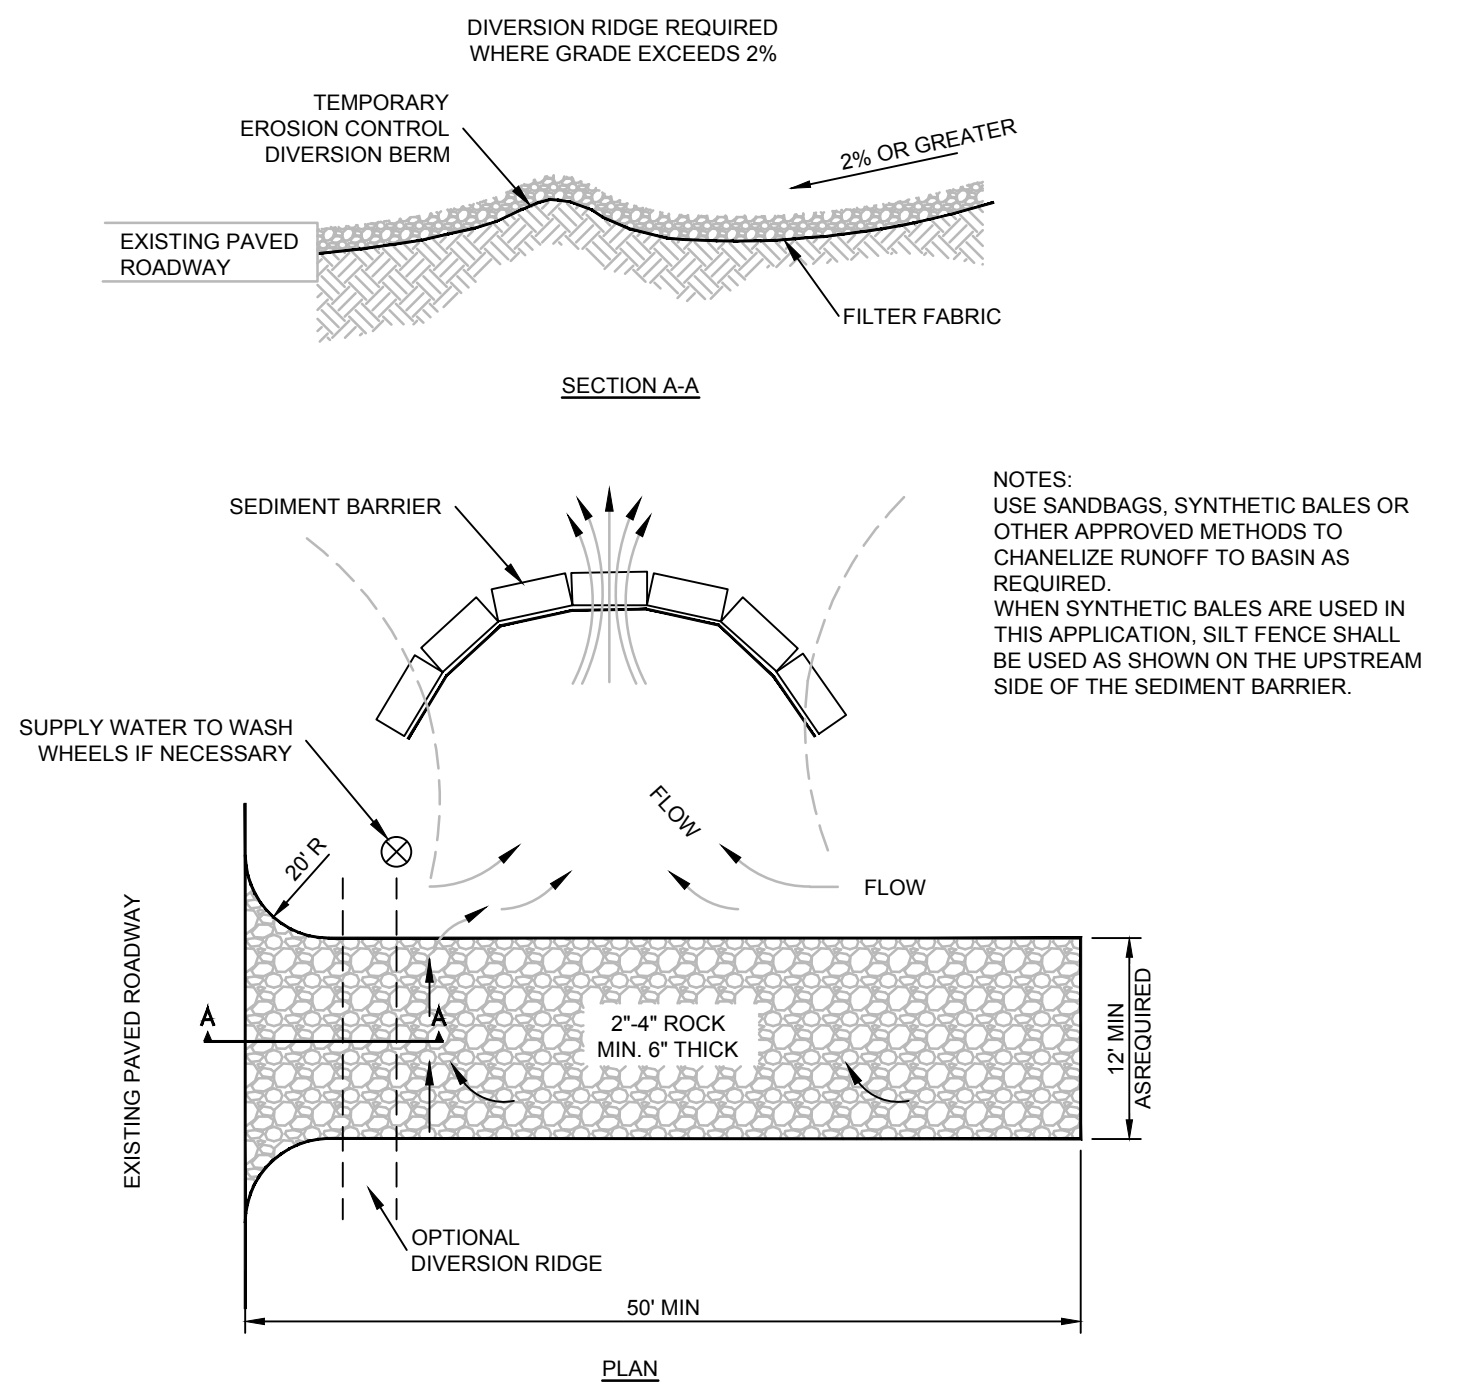 DIVERSION RIDGE REQUIRED
WHERE GRADE EXCEEDS 2%
TEMPORARY
EROSION CONTROL
DIVERSION BERM
2% OR GREATER
EXISTING PAVED
ROADWAY
FILTER FABRIC
SECTION A-A
NOTES:
USE SANDBAGS, SYNTHETIC BALES OR
OTHER APPROVED METHODS TO
CHANELIZE RUNOFF TO BASIN AS
REQUIRED.
WHEN SYNTHETIC BALES ARE USED IN
THIS APPLICATION, SILT FENCE SHALL
BE USED AS SHOWN ON THE UPSTREAM
SIDE OF THE SEDIMENT BARRIER.
SEDIMENT BARRIER
SUPPLY WATER TO WASH
WHEELS IF NECESSARY
FLOW
20' R
FLOW
EXISTING PAVED ROADWAY
A
A
2"-4" ROCK
MIN. 6" THICK
12' MIN
ASREQUIRED
OPTIONAL
DIVERSION RIDGE
50' MIN
PLAN